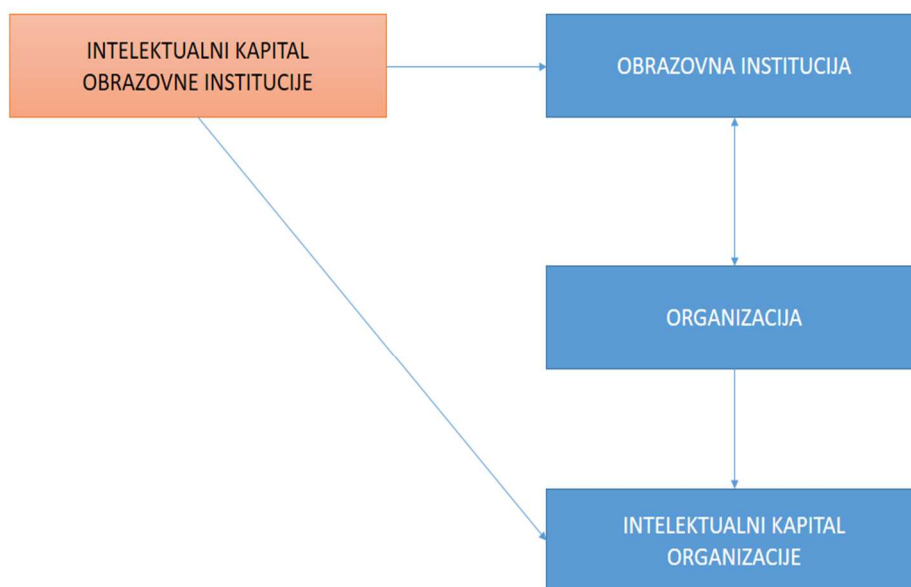 INTELEKTUALNI KAPITAL
OBRAZOVNE INSTITUCIJE
OBRAZOVNA INSTITUCIJA
ORGANIZACIJA
INTELEKTUALNI KAPITAL
ORGANIZACIJE